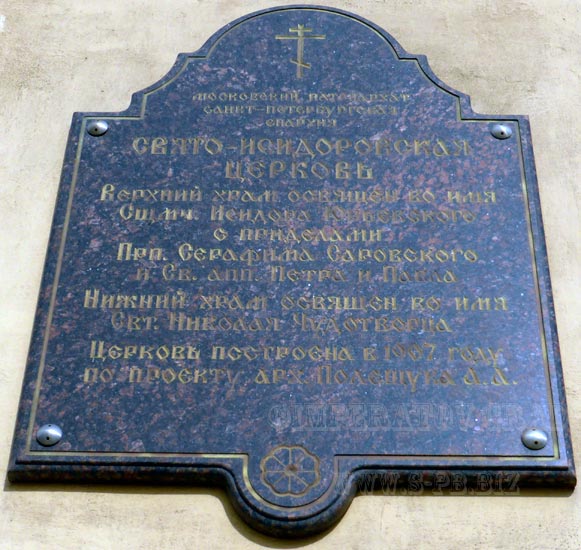 Московский Патриархат
Санкт-Петербургская
Епархия
Свято-Исидоровская
Церковь
Верхний храм освящен во имя
Сщмч. Исидора Юрьевского
с приделами
Прп. Серафима Саровского
и Св. апп. Петра и Павла
Нижний храм освящен во имя
Свт. Николая Чудотворца
Церковь построена в 1907 году
по проекту арх. Полещука А.А.
WWW.S-PB.BIZ